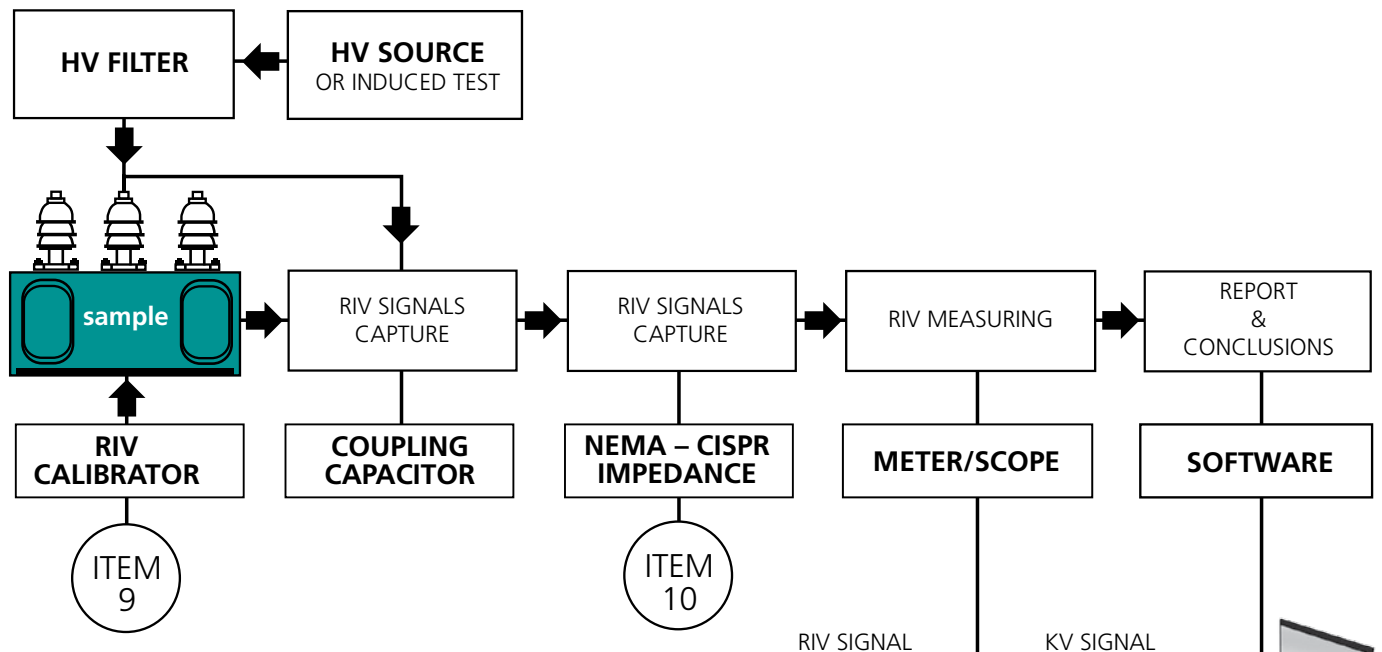 HV FILTER
HV SOURCE
OR INDUCED TEST
sample
RIV SIGNALS
CAPTURE
RIV SIGNALS
CAPTURE
RIV MEASURING
REPORT
&
CONCLUSIONS
RIV
CALIBRATOR
COUPLING
CAPACITOR
NEMA – CISPR
IMPEDANCE
METER/SCOPE
SOFTWARE
ITEM
9
ITEM
10
RIV SIGNAL
KV SIGNAL